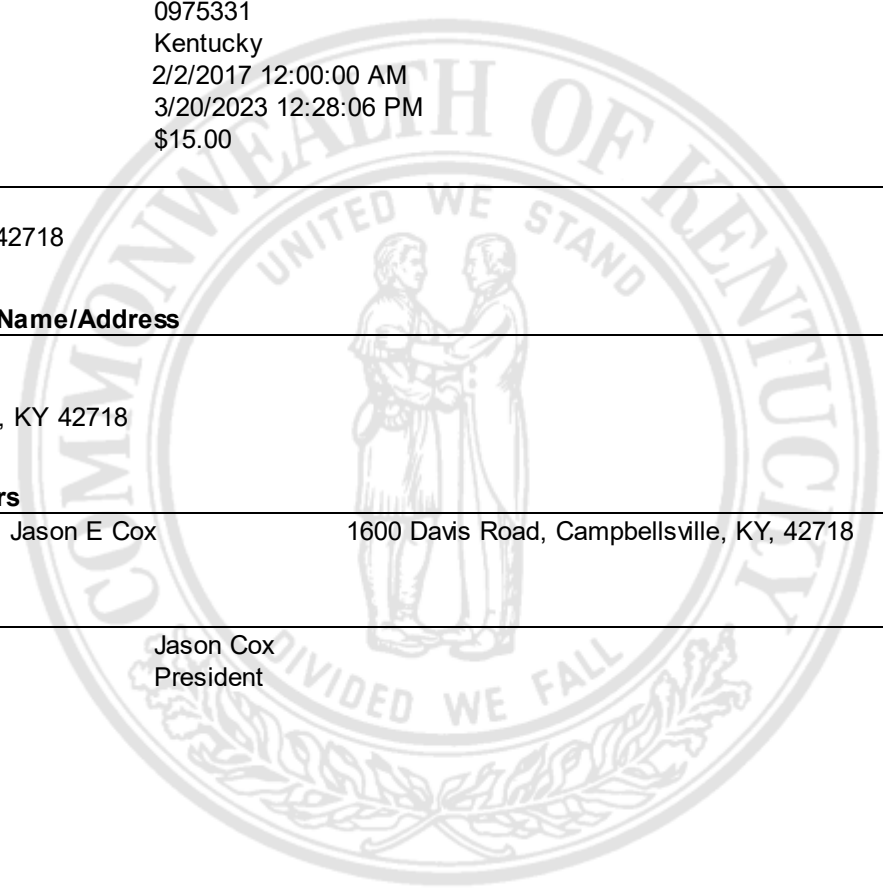 0975331
Kentucky
2/2/2017 12:00:00 AM
3/20/2023 12:28:06 PM
$15.00
42718
Name/Address
, KY 42718
rs
Jason E Cox 1600 Davis Road, Campbellsville, KY, 42718
Jason Cox
President
COMMONWEALTH OF KENTUCKY
UNITED WE STAND
DIVIDED WE FALL